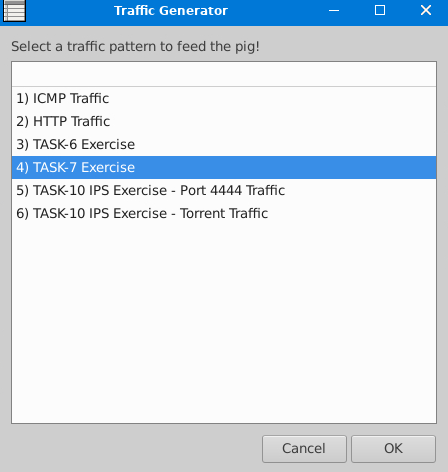 Traffic Generator
Select a traffic pattern to feed the pig!
1) ICMP Traffic
2) HTTP Traffic
3) TASK-6 Exercise
4) TASK-7 Exercise
5) TASK-10 IPS Exercise - Port 4444 Traffic
6) TASK-10 IPS Exercise - Torrent Traffic
Cancel OK